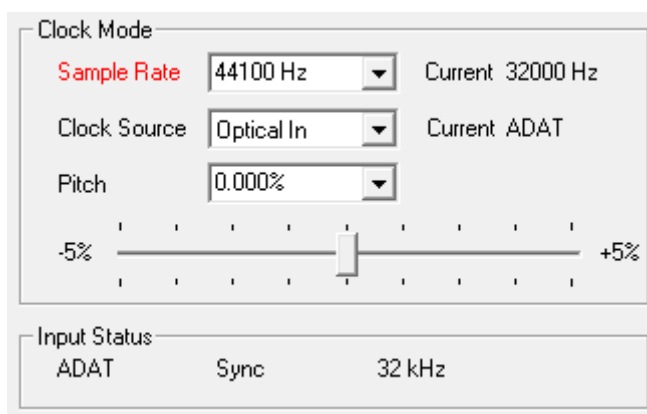 Clock Mode
Sample Rate 44100 Hz Current 32000 Hz
Clock Source Optical In Current ADAT
Pitch 0.000%
-5% +5%
Input Status
ADAT Sync 32 kHz